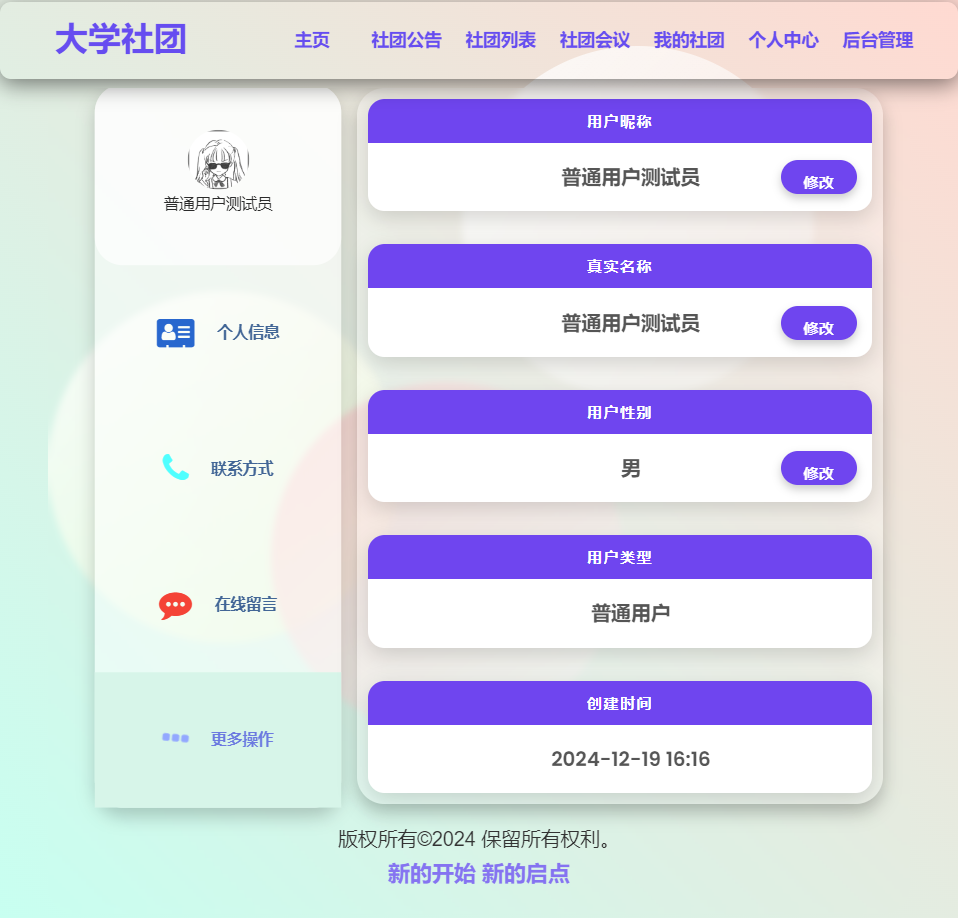 大学社团
主页 社团公告 社团列表 社团会议 我的社团 个人中心 后台管理
普通用户测试员
个人信息
联系方式
在线留言
更多操作
用户昵称
普通用户测试员
修改
真实名称
普通用户测试员
修改
用户性别
男
修改
用户类型
普通用户
创建时间
2024-12-19 16:16
版权所有©2024 保留所有权利。
新的开始 新的启点